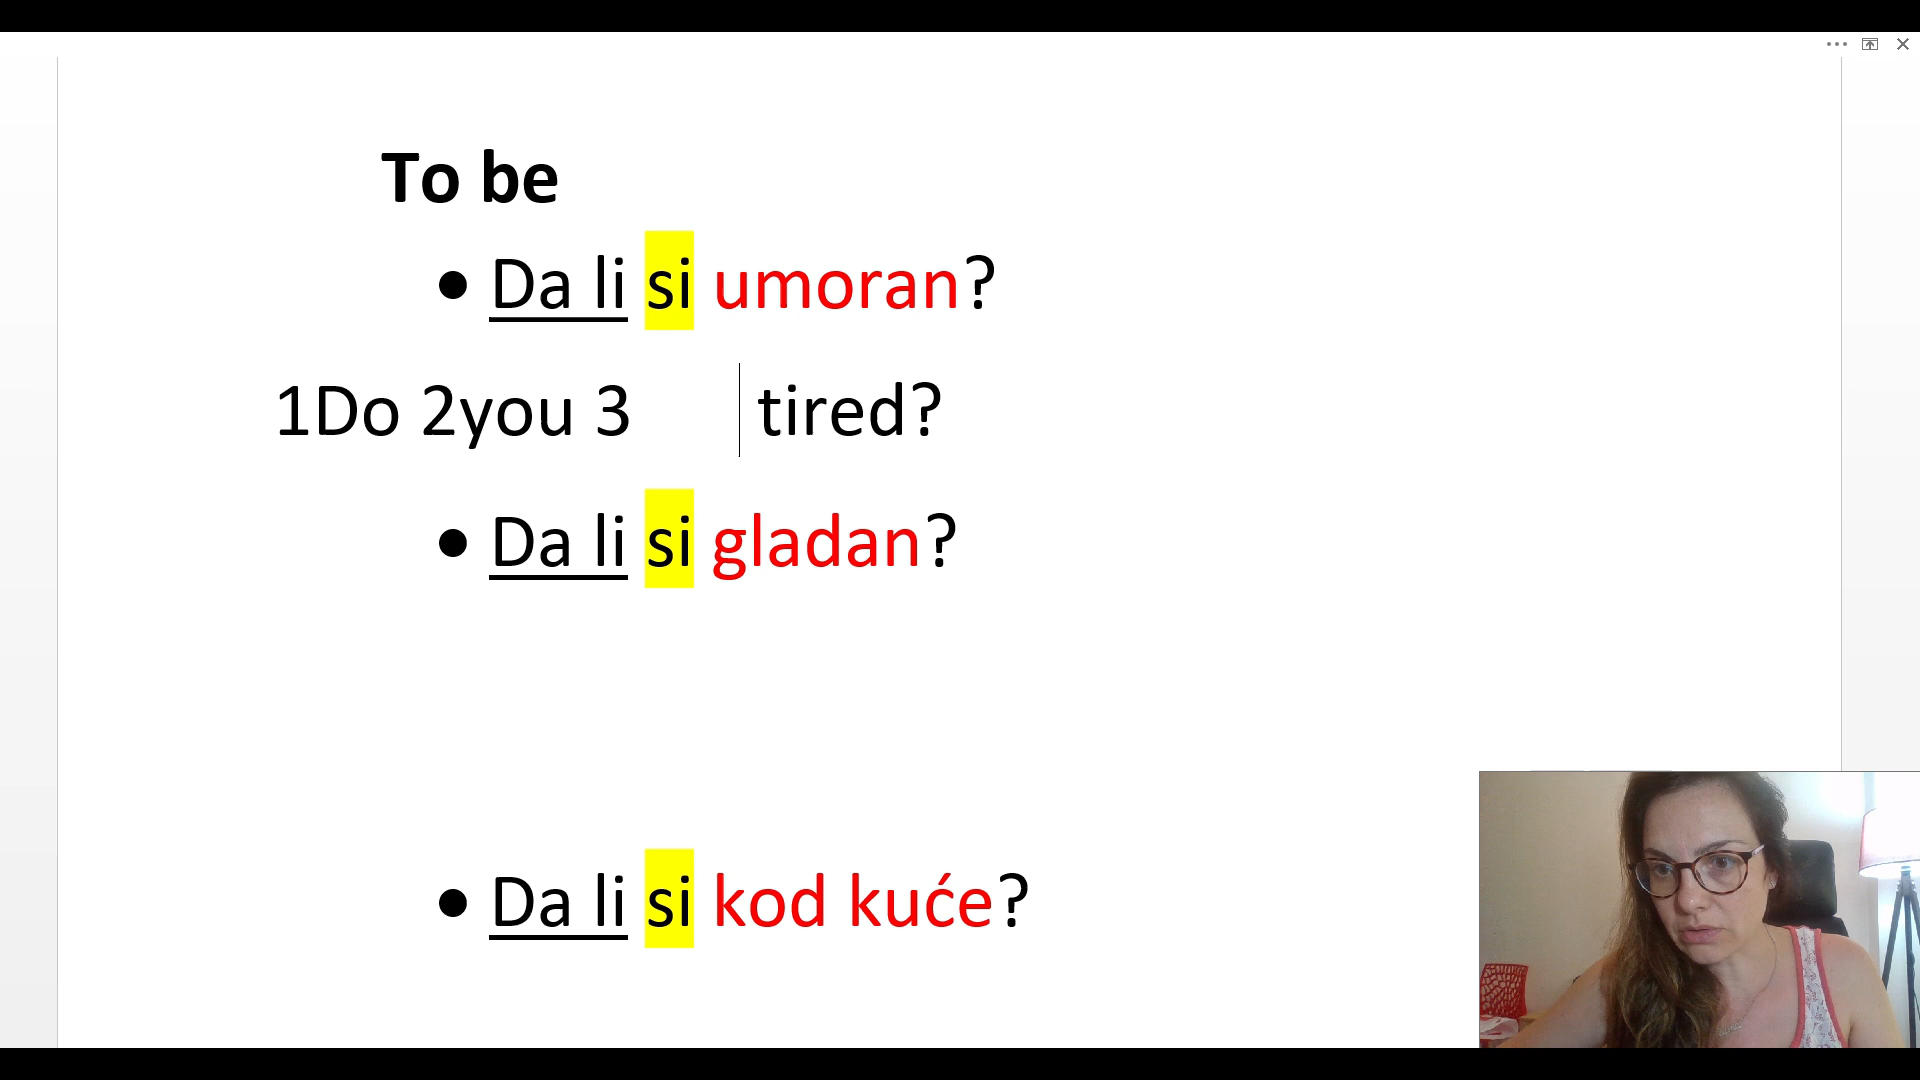 To be
• Da li si umoran?
1Do 2you 3 tired?
• Da li si gladan?
• Da li si kod kuće?